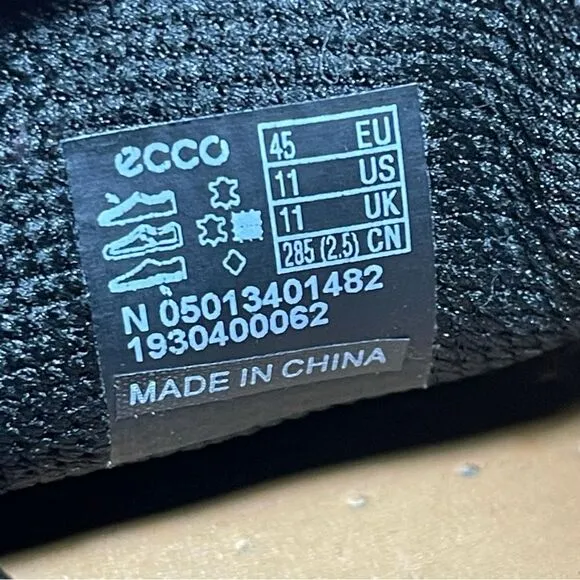 ecco
45 EU
11 US
11 UK
285 (2.5) CN
N 05013401482
1930400062
MADE IN CHINA